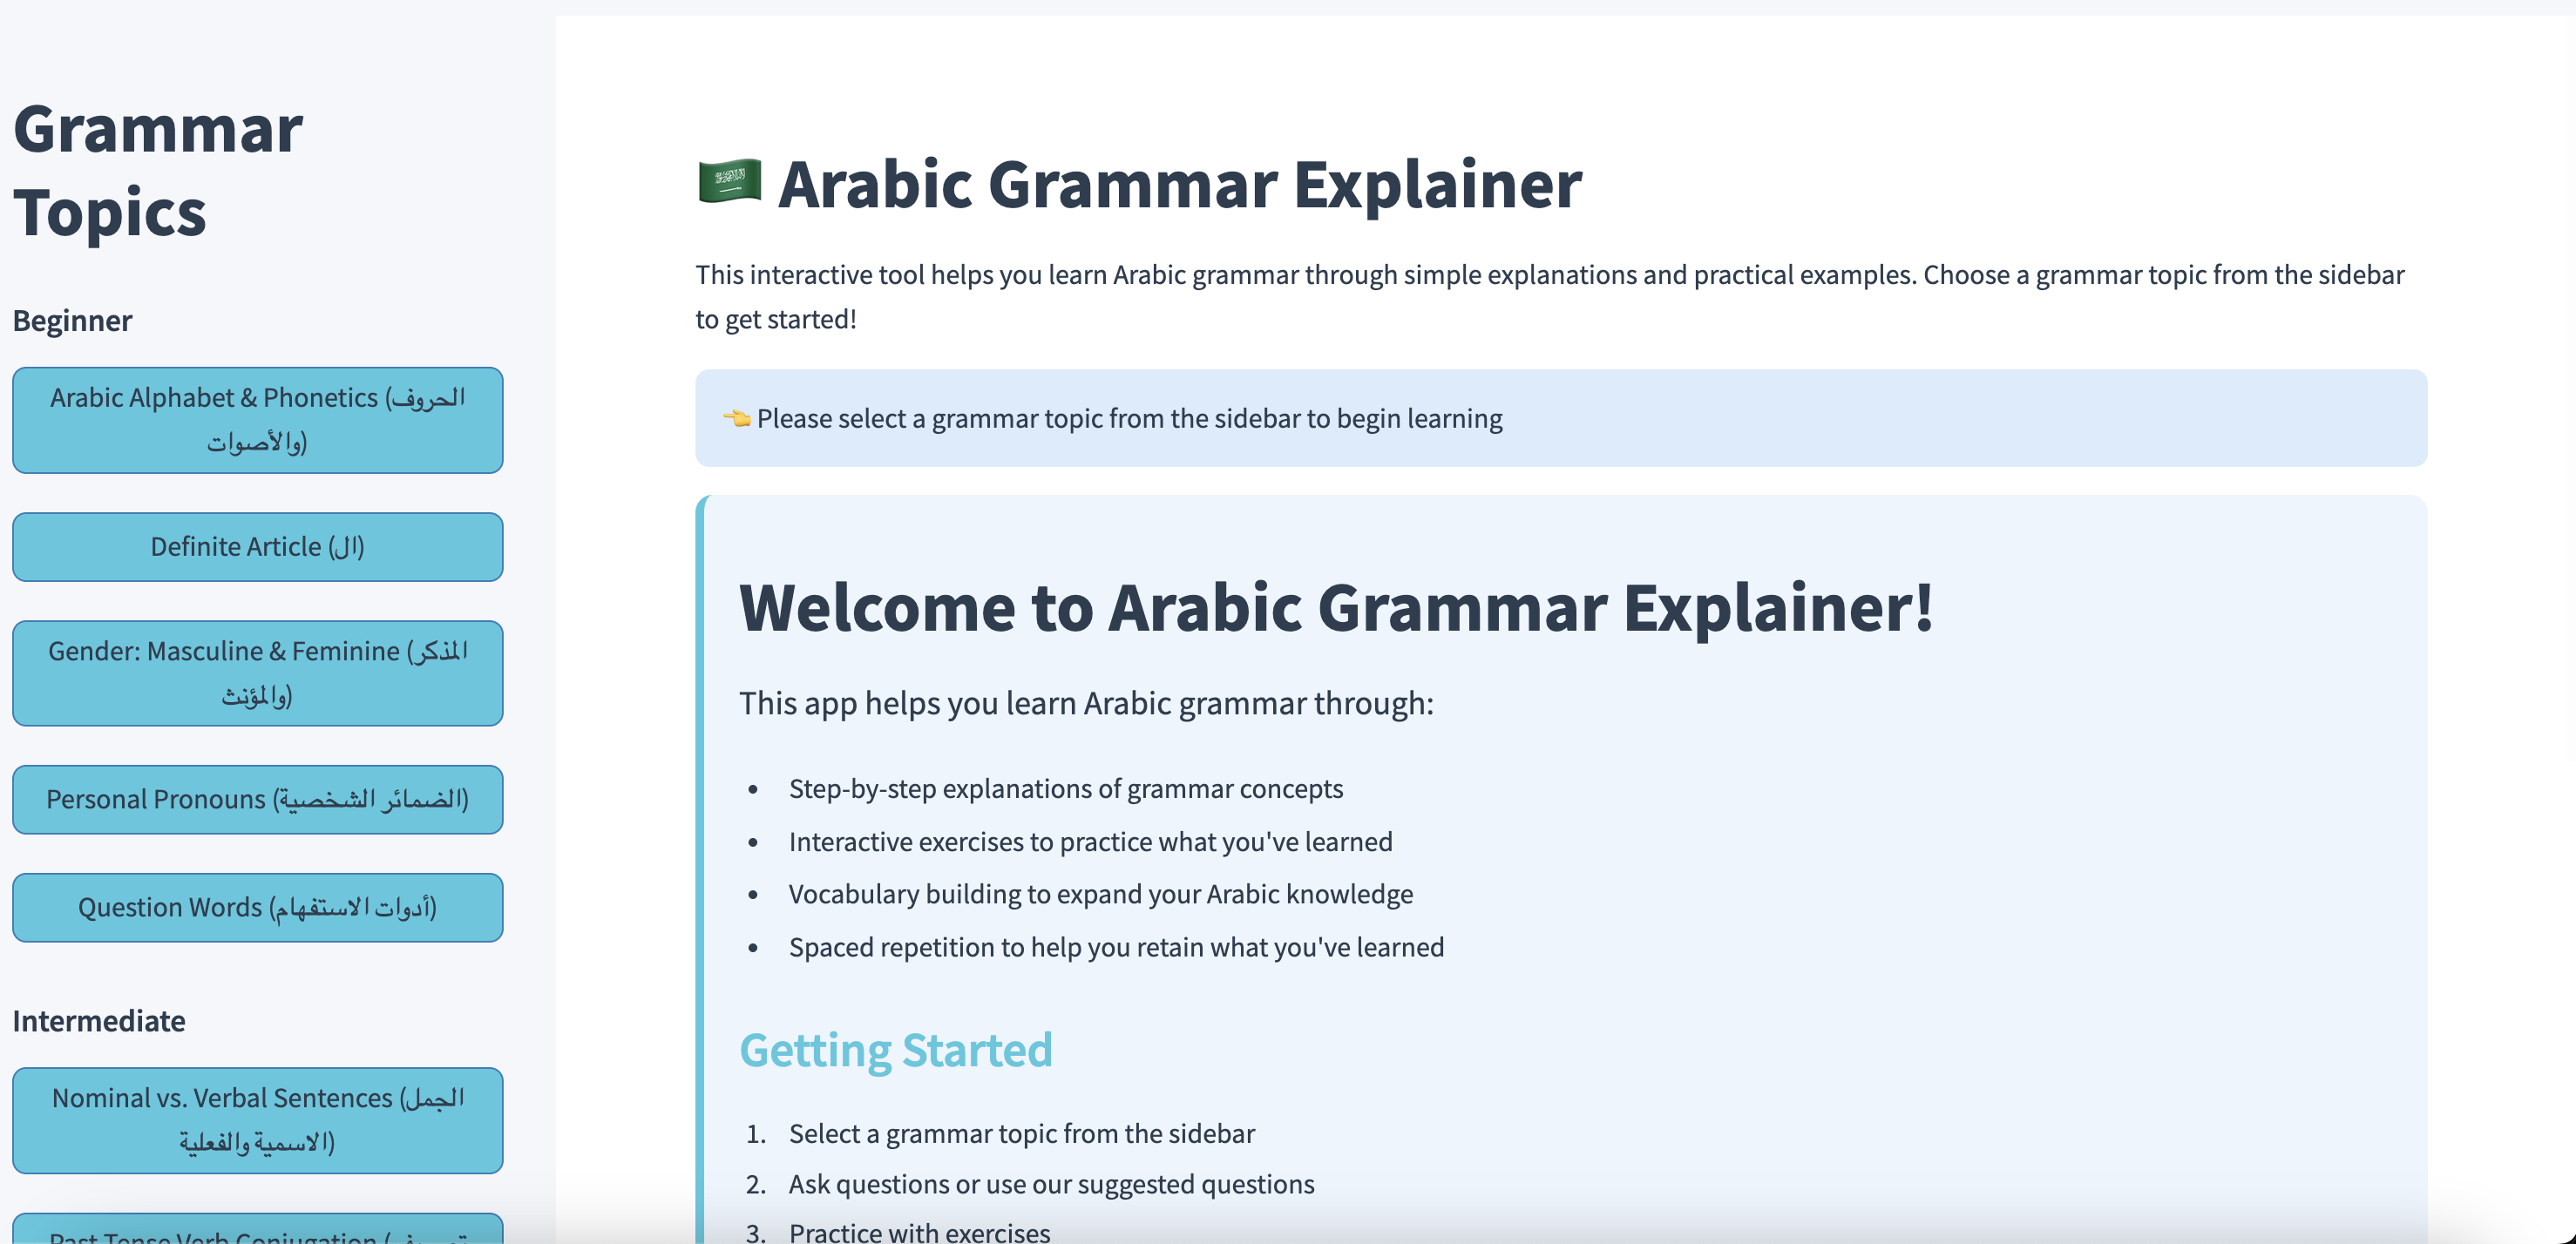 Grammar
Topics
Beginner
Arabic Alphabet & Phonetics (الحروف
والأصوات)
Definite Article (ال)
Gender: Masculine & Feminine (المذكر
والمؤنث)
Personal Pronouns (الضمائر الشخصية)
Question Words (أدوات الاستفهام)
Intermediate
Nominal vs. Verbal Sentences (الجمل
الاسمية والفعلية)
Past Tense Verb Conjugation (تصريف
Arabic Grammar Explainer
This interactive tool helps you learn Arabic grammar through simple explanations and practical examples. Choose a grammar topic from the sidebar
to get started!
👈 Please select a grammar topic from the sidebar to begin learning
Welcome to Arabic Grammar Explainer!
This app helps you learn Arabic grammar through:
• Step-by-step explanations of grammar concepts
• Interactive exercises to practice what you've learned
• Vocabulary building to expand your Arabic knowledge
• Spaced repetition to help you retain what you've learned
Getting Started
1. Select a grammar topic from the sidebar
2. Ask questions or use our suggested questions
3. Practice with exercises